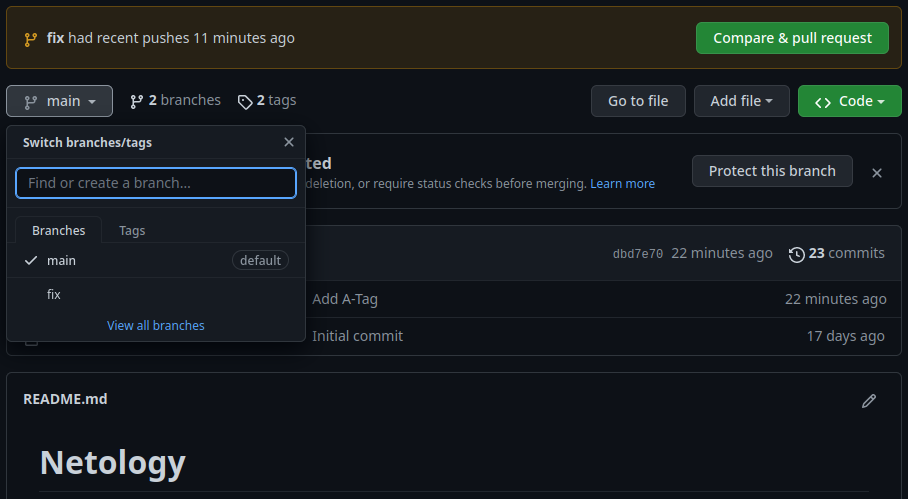 fix had recent pushes 11 minutes ago
Compare & pull request
main
2 branches
2 tags
Go to file
Add file
Code
Switch branches/tags
Find or create a branch...
Branches
Tags
main
default
fix
View all branches
ted
deletion, or require status checks before merging. Learn more
Protect this branch
dbd7e70 22 minutes ago
23 commits
Add A-Tag
22 minutes ago
Initial commit
17 days ago
README.md
Netology